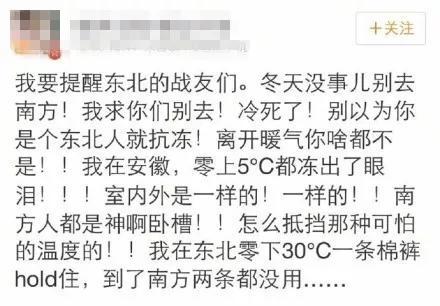 +关注
我要提醒东北的战友们。冬天没事儿别去
南方！我求你们别去！冷死了！别以为你
是个东北人就抗冻！离开暖气你啥都不
是！！我在安徽，零上5°C都冻出了眼
泪！！！室内外是一样的！一样的！！南
方人都是神啊卧槽！！怎么抵挡那种可怕
的温度的！！我在东北零下30°C一条棉裤
hold住，到了南方两条都没用……